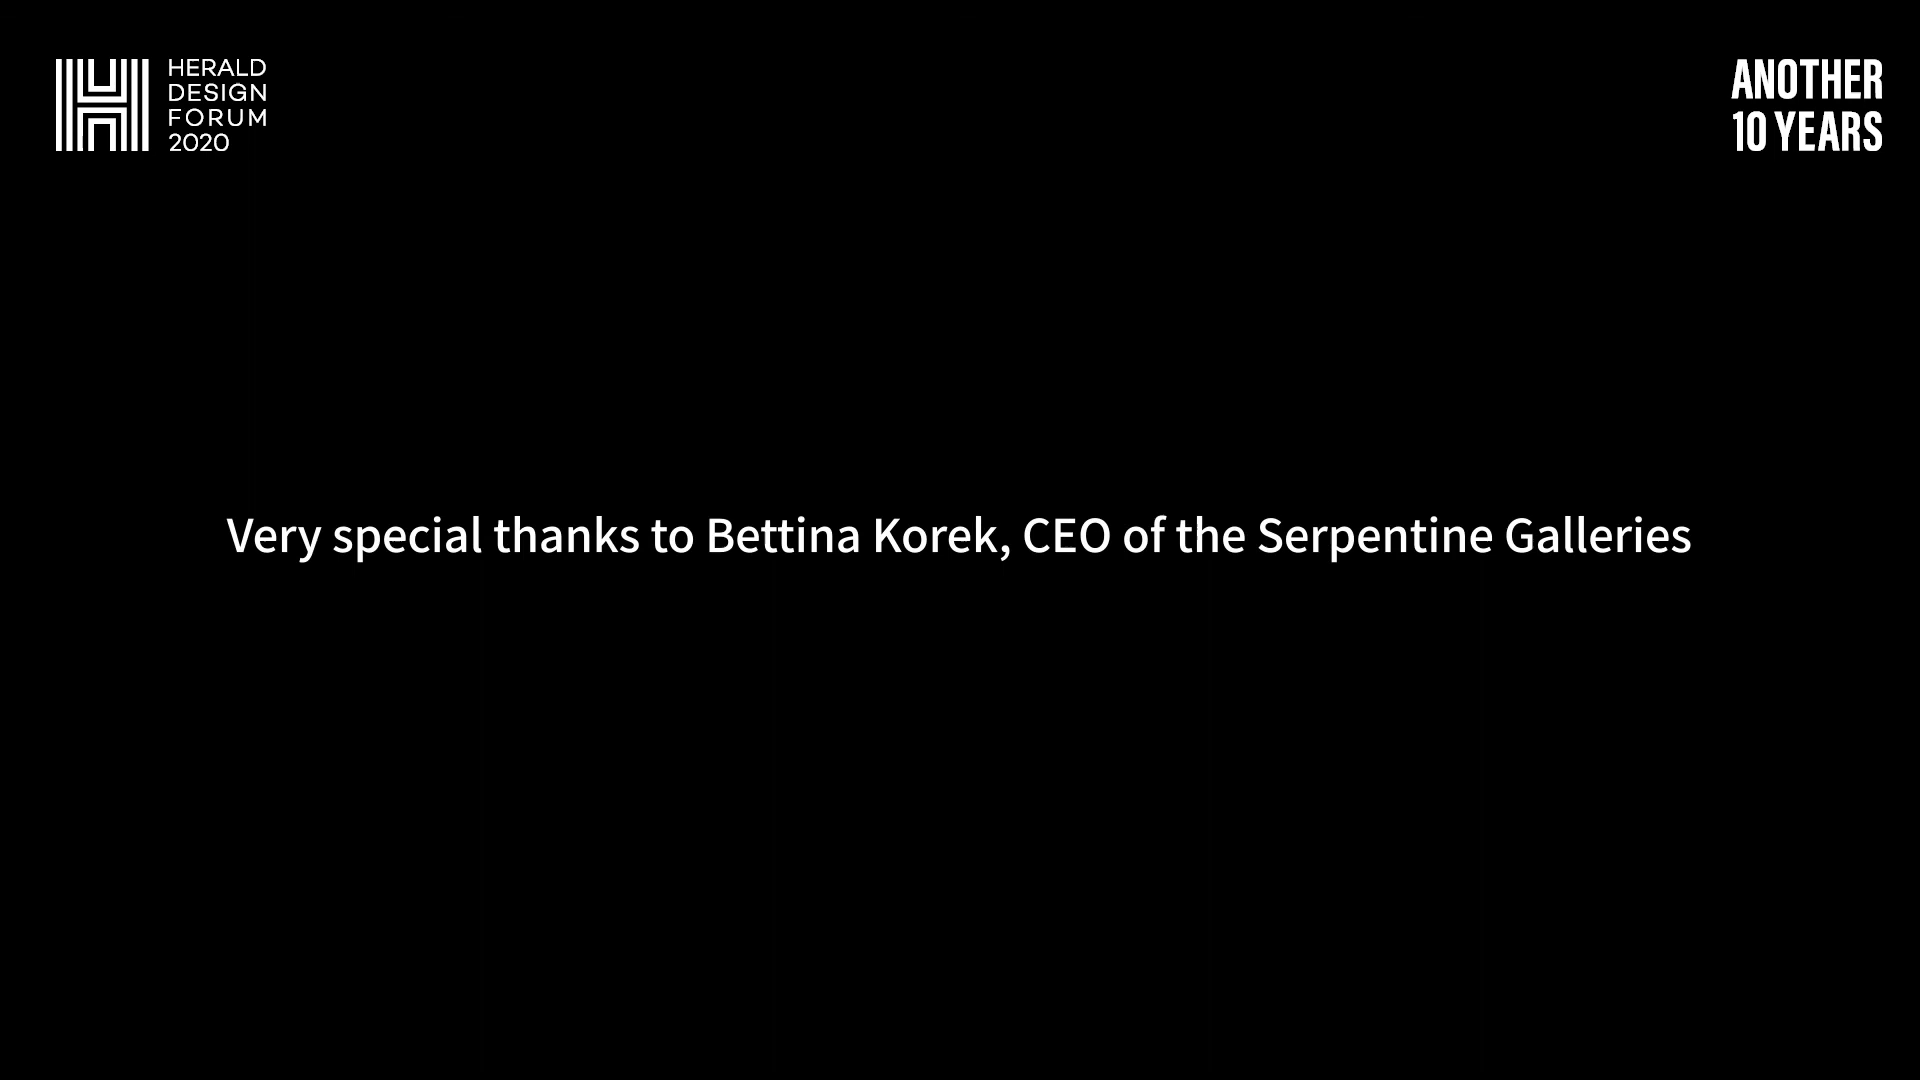 HERALD
DESIGN
FORUM
2020
ANOTHER
10 YEARS
Very special thanks to Bettina Korek, CEO of the Serpentine Galleries